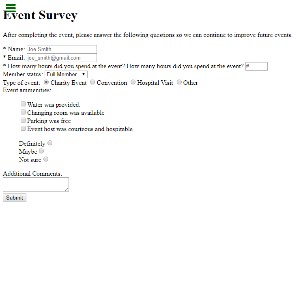 Event Survey
After completing the event, please answer the following questions so we can continue to improve future events
* Name: Joe Smith
* Email: joe_smith@gmail.com
* How many hours did you spend at the event? How many hours did you spend at the event? #
Member status: Full Member
Type of event: Charity Event Convention Hospital Visit Other
Event ammenities:
Water was provided
Changing room was available
Parking was free
Event host was courteous and hospitable
Definitely
Maybe
Not sure
Additional Comments:
Submit